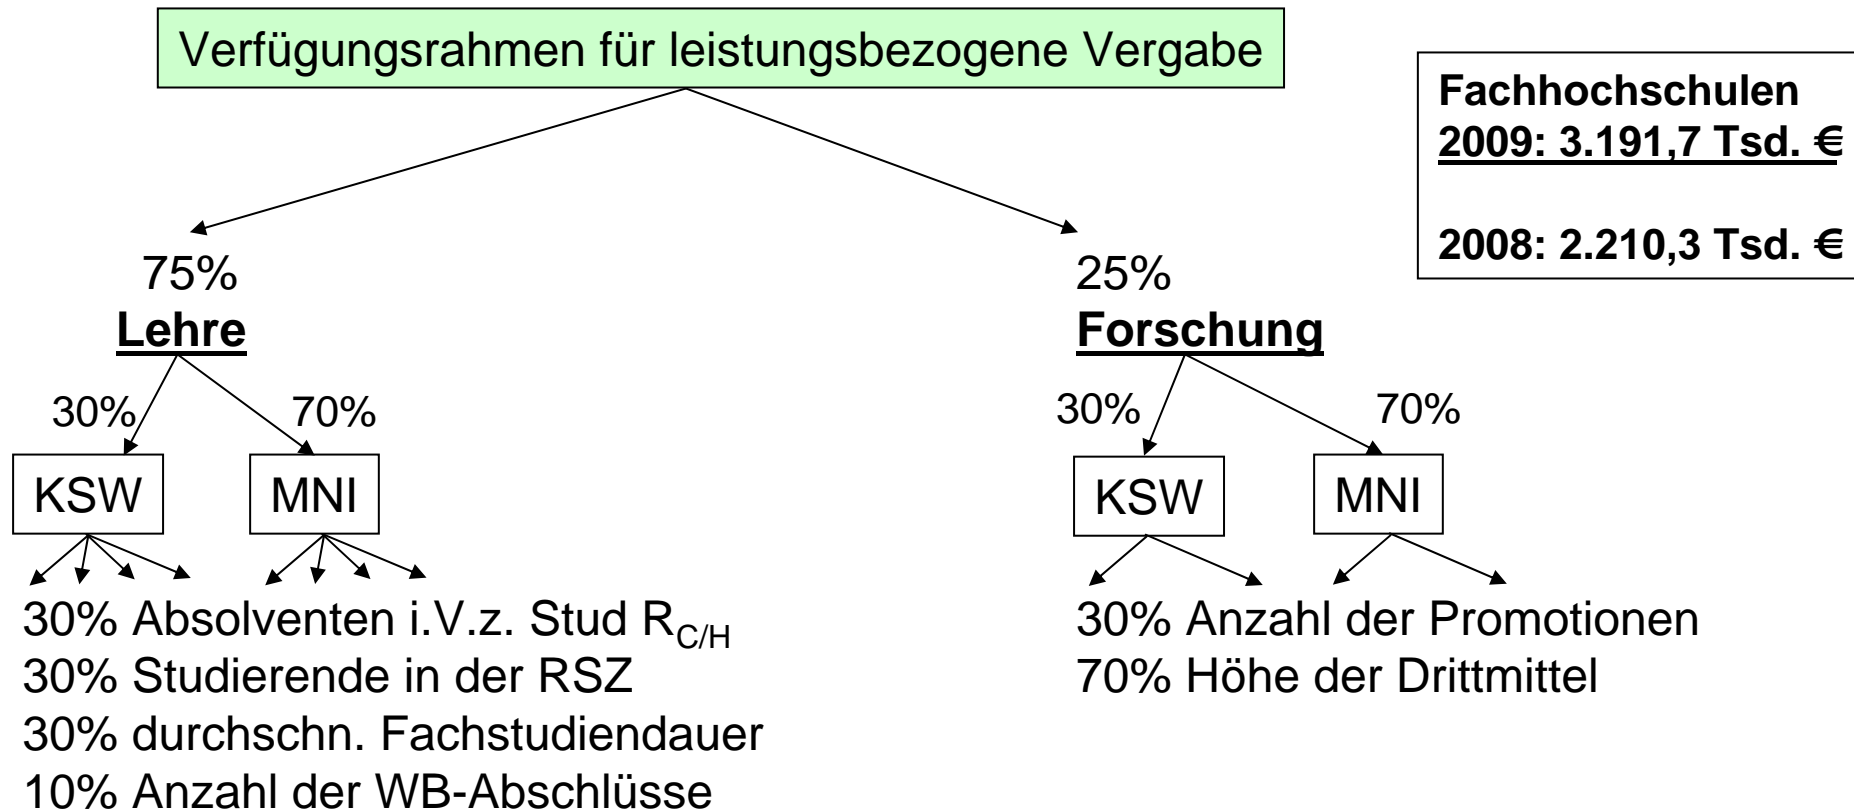 Verfügungsrahmen für leistungsbezogene Vergabe
Fachhochschulen
2009: 3.191,7 Tsd. €
2008: 2.210,3 Tsd. €
75%
Lehre
30%
70%
KSW
MNI
30% Absolventen i.V.z. Stud R C/H
30% Studierende in der RSZ
30% durchschn. Fachstudiendauer
10% Anzahl der WB-Abschlüsse
25%
Forschung
30%
70%
KSW
MNI
30% Anzahl der Promotionen
70% Höhe der Drittmittel